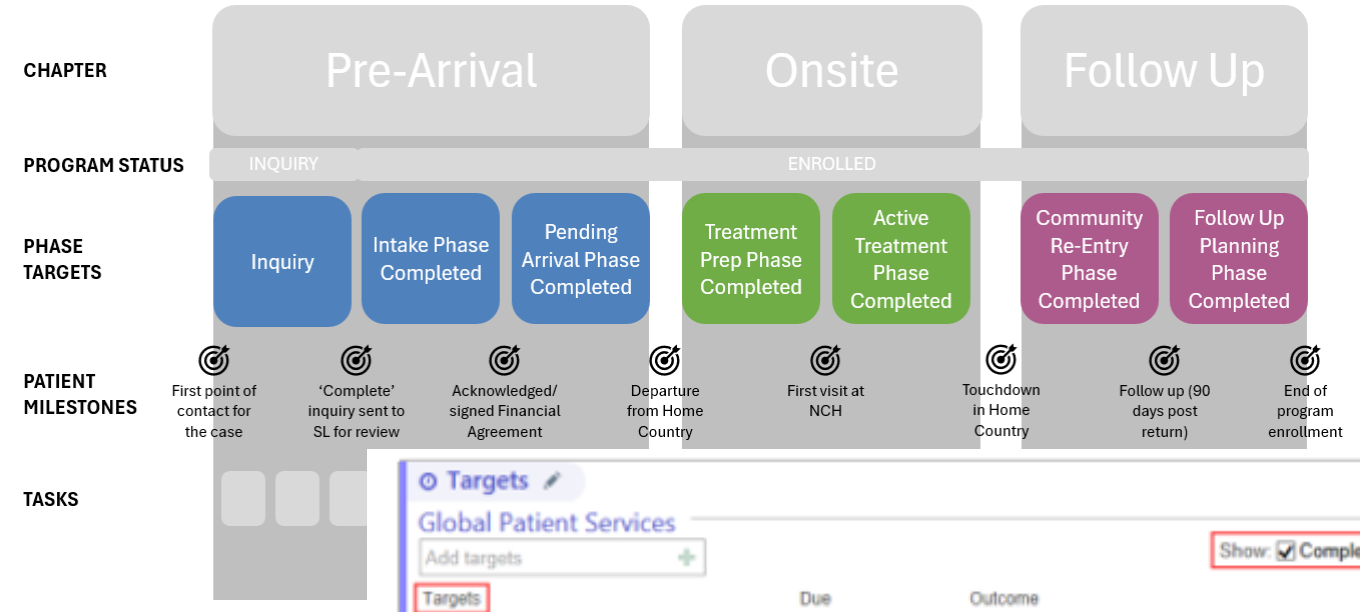 CHAPTER
Pre-Arrival
Onsite
Follow Up
PROGRAM STATUS
INQUIRY
ENROLLED
PHASE
TARGETS
Inquiry
Intake Phase
Completed
Pending
Arrival Phase
Completed
Treatment
Prep Phase
Completed
Active
Treatment
Phase
Completed
Community
Re-Entry
Phase
Completed
Follow Up
Planning
Phase
Completed
PATIENT
MILESTONES
First point of
contact for
the case
‘Complete’
inquiry sent to
SL for review
Acknowledged/
signed Financial
Agreement
Departure
from Home
Country
First visit at
NCH
Touchdown
in Home
Country
Follow up (90
days post
return)
End of
program
enrollment
TASKS
Targets
Global Patient Services
Add targets
Show: Comple
Targets
Due
Outcome